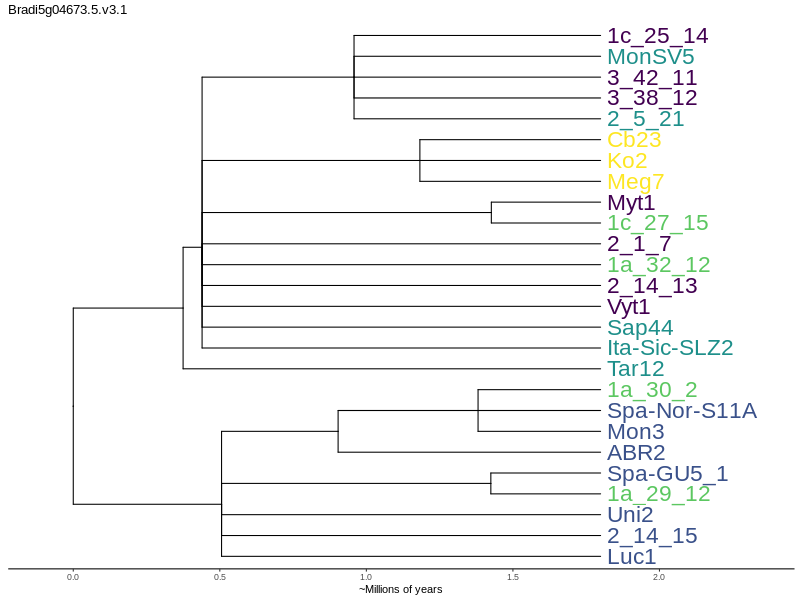 Bradi5g04673.5.v3.1
1c_25_14
MonSV5
3_42_11
3_38_12
2_5_21
Cb23
Ko2
Meg7
Myt1
1c_27_15
2_1_7
1a_32_12
2_14_13
Vyt1
Sap44
Ita-Sic-SLZ2
Tar12
1a_30_2
Spa-Nor-S11A
Mon3
ABR2
Spa-GU5_1
1a_29_12
Uni2
2_14_15
Luc1
0.0 0.5 1.0 1.5 2.0
~Millions of years